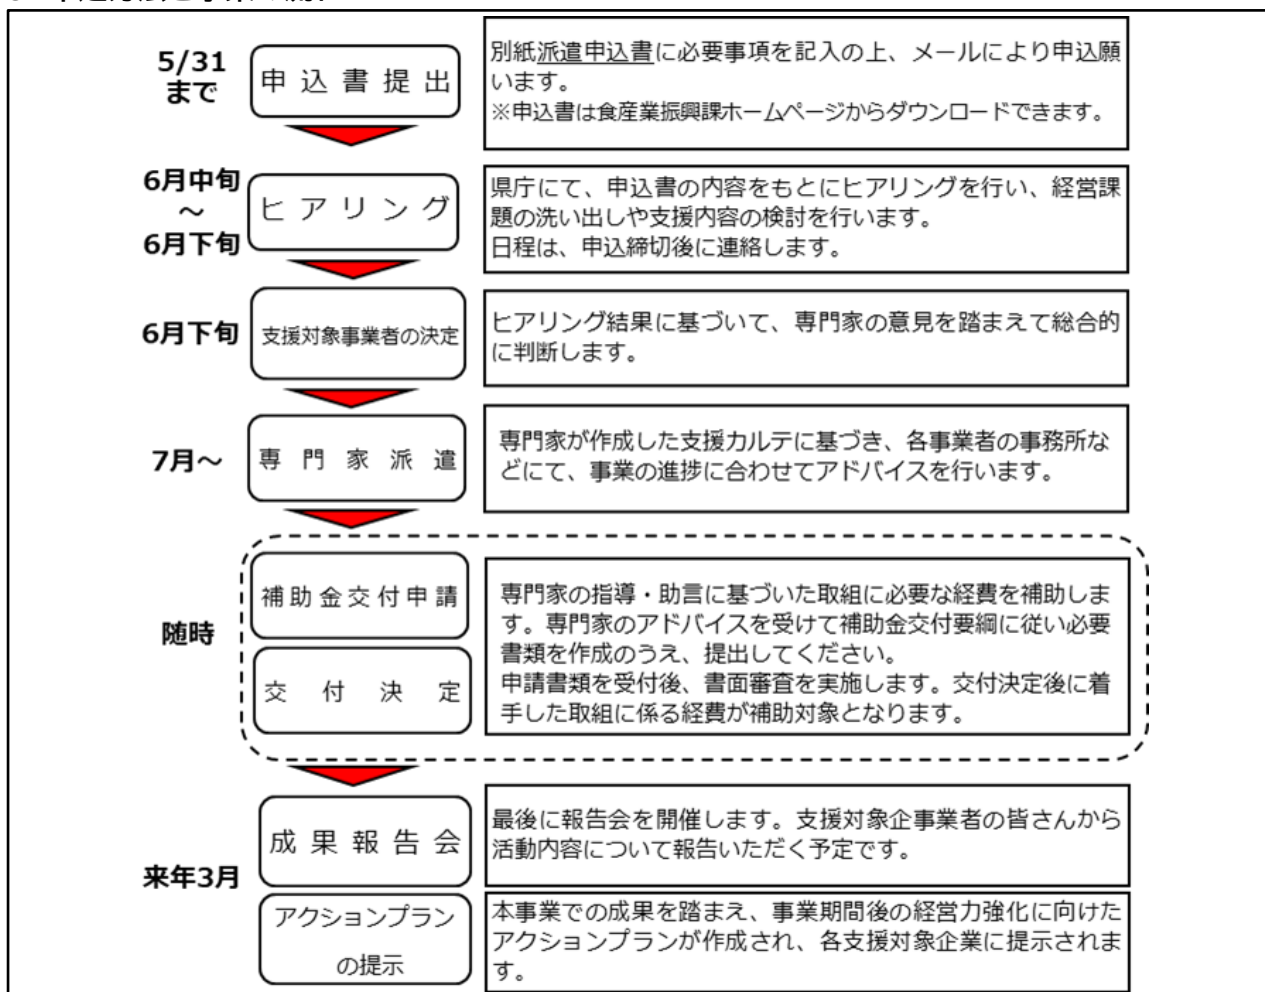 5/31
まで
申込書提出
別紙派遣申込書に必要事項を記入の上、メールにより申込願
います。
※申込書は食産業振興課ホームページからダウンロードできます。
6月中旬
～
6月下旬
ヒアリング
県庁にて、申込書の内容をもとにヒアリングを行い、経営課
題の洗い出しや支援内容の検討を行います。
日程は、申込締切後に連絡します。
6月下旬
支援対象事業者の決定
ヒアリング結果に基づいて、専門家の意見を踏まえて総合的
に判断します。
7月～
専門家派遣
専門家が作成した支援カルテに基づき、各事業者の事務所な
どにて、事業の進捗に合わせてアドバイスを行います。
随時
補助金交付申請
交付決定
専門家の指導・助言に基づいた取組に必要な経費を補助しま
す。専門家のアドバイスを受けて補助金交付要綱に従い必要
書類を作成のうえ、提出してください。
申請書類を受付後、書面審査を実施します。交付決定後に着
手した取組に係る経費が補助対象となります。
来年3月
成果報告会
最後に報告会を開催します。支援対象企事業者の皆さんから
活動内容について報告いただく予定です。
アクションプラン
の提示
本事業での成果を踏まえ、事業期間後の経営力強化に向けた
アクションプランが作成され、各支援対象企業に提示されま
す。